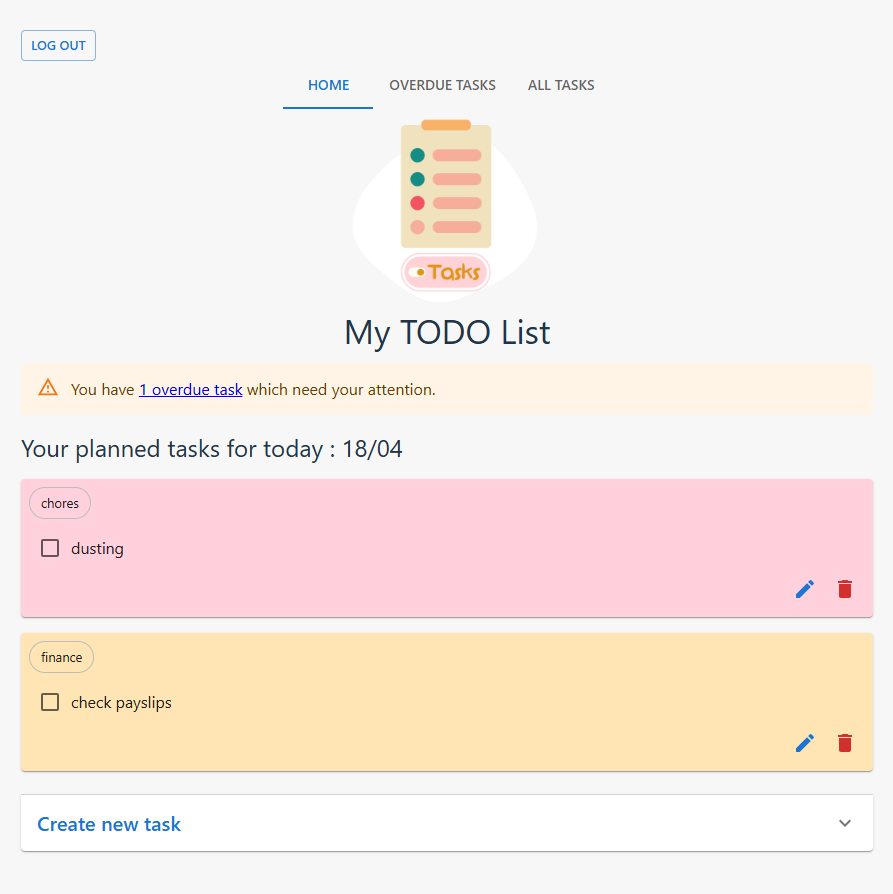 LOG OUT
HOME OVERDUE TASKS ALL TASKS
Tasks
My TODO List
You have 1 overdue task which need your attention.
Your planned tasks for today : 18/04
chores
dusting
finance
check payslips
Create new task